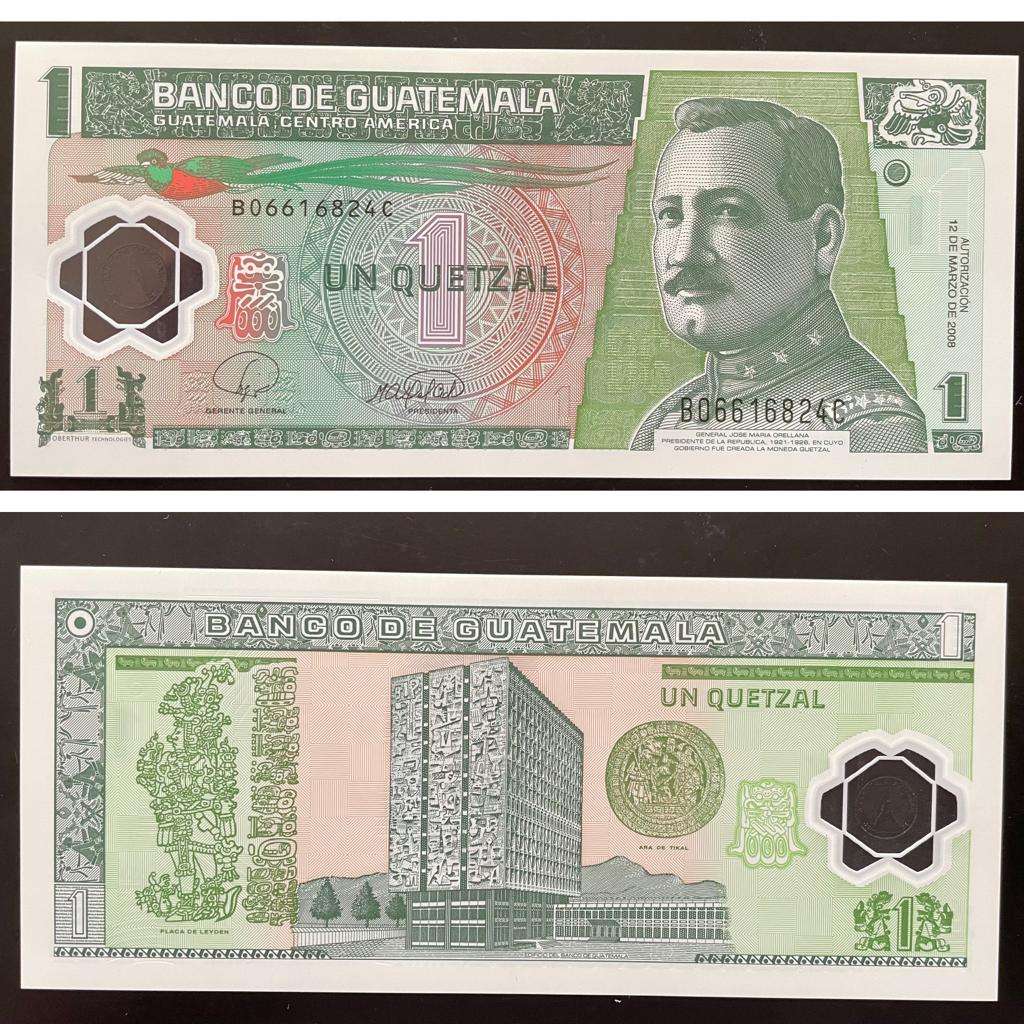 1
BANCO DE GUATEMALA
GUATEMALA, CENTRO AMERICA
B06616824C
1
UN QUETZAL
AUTORIZACIÓN
12 DE MARZO DE 2008
GERENTE GENERAL
PRESIDENTA
1
OBERTHUR TECHNOLOGIES
B06616824C
GENERAL JOSE MARIA ORELLANA
PRESIDENTE DE LA REPUBLICA, 1921-1926, EN CUYO
GOBIERNO FUE CREADA LA MONEDA QUETZAL
1
BANCO DE GUATEMALA
1
UN QUETZAL
ARA DE TIKAL
1
PLACA DE LEYDEN
EDIFICIO DEL BANCO DE GUATEMALA
1